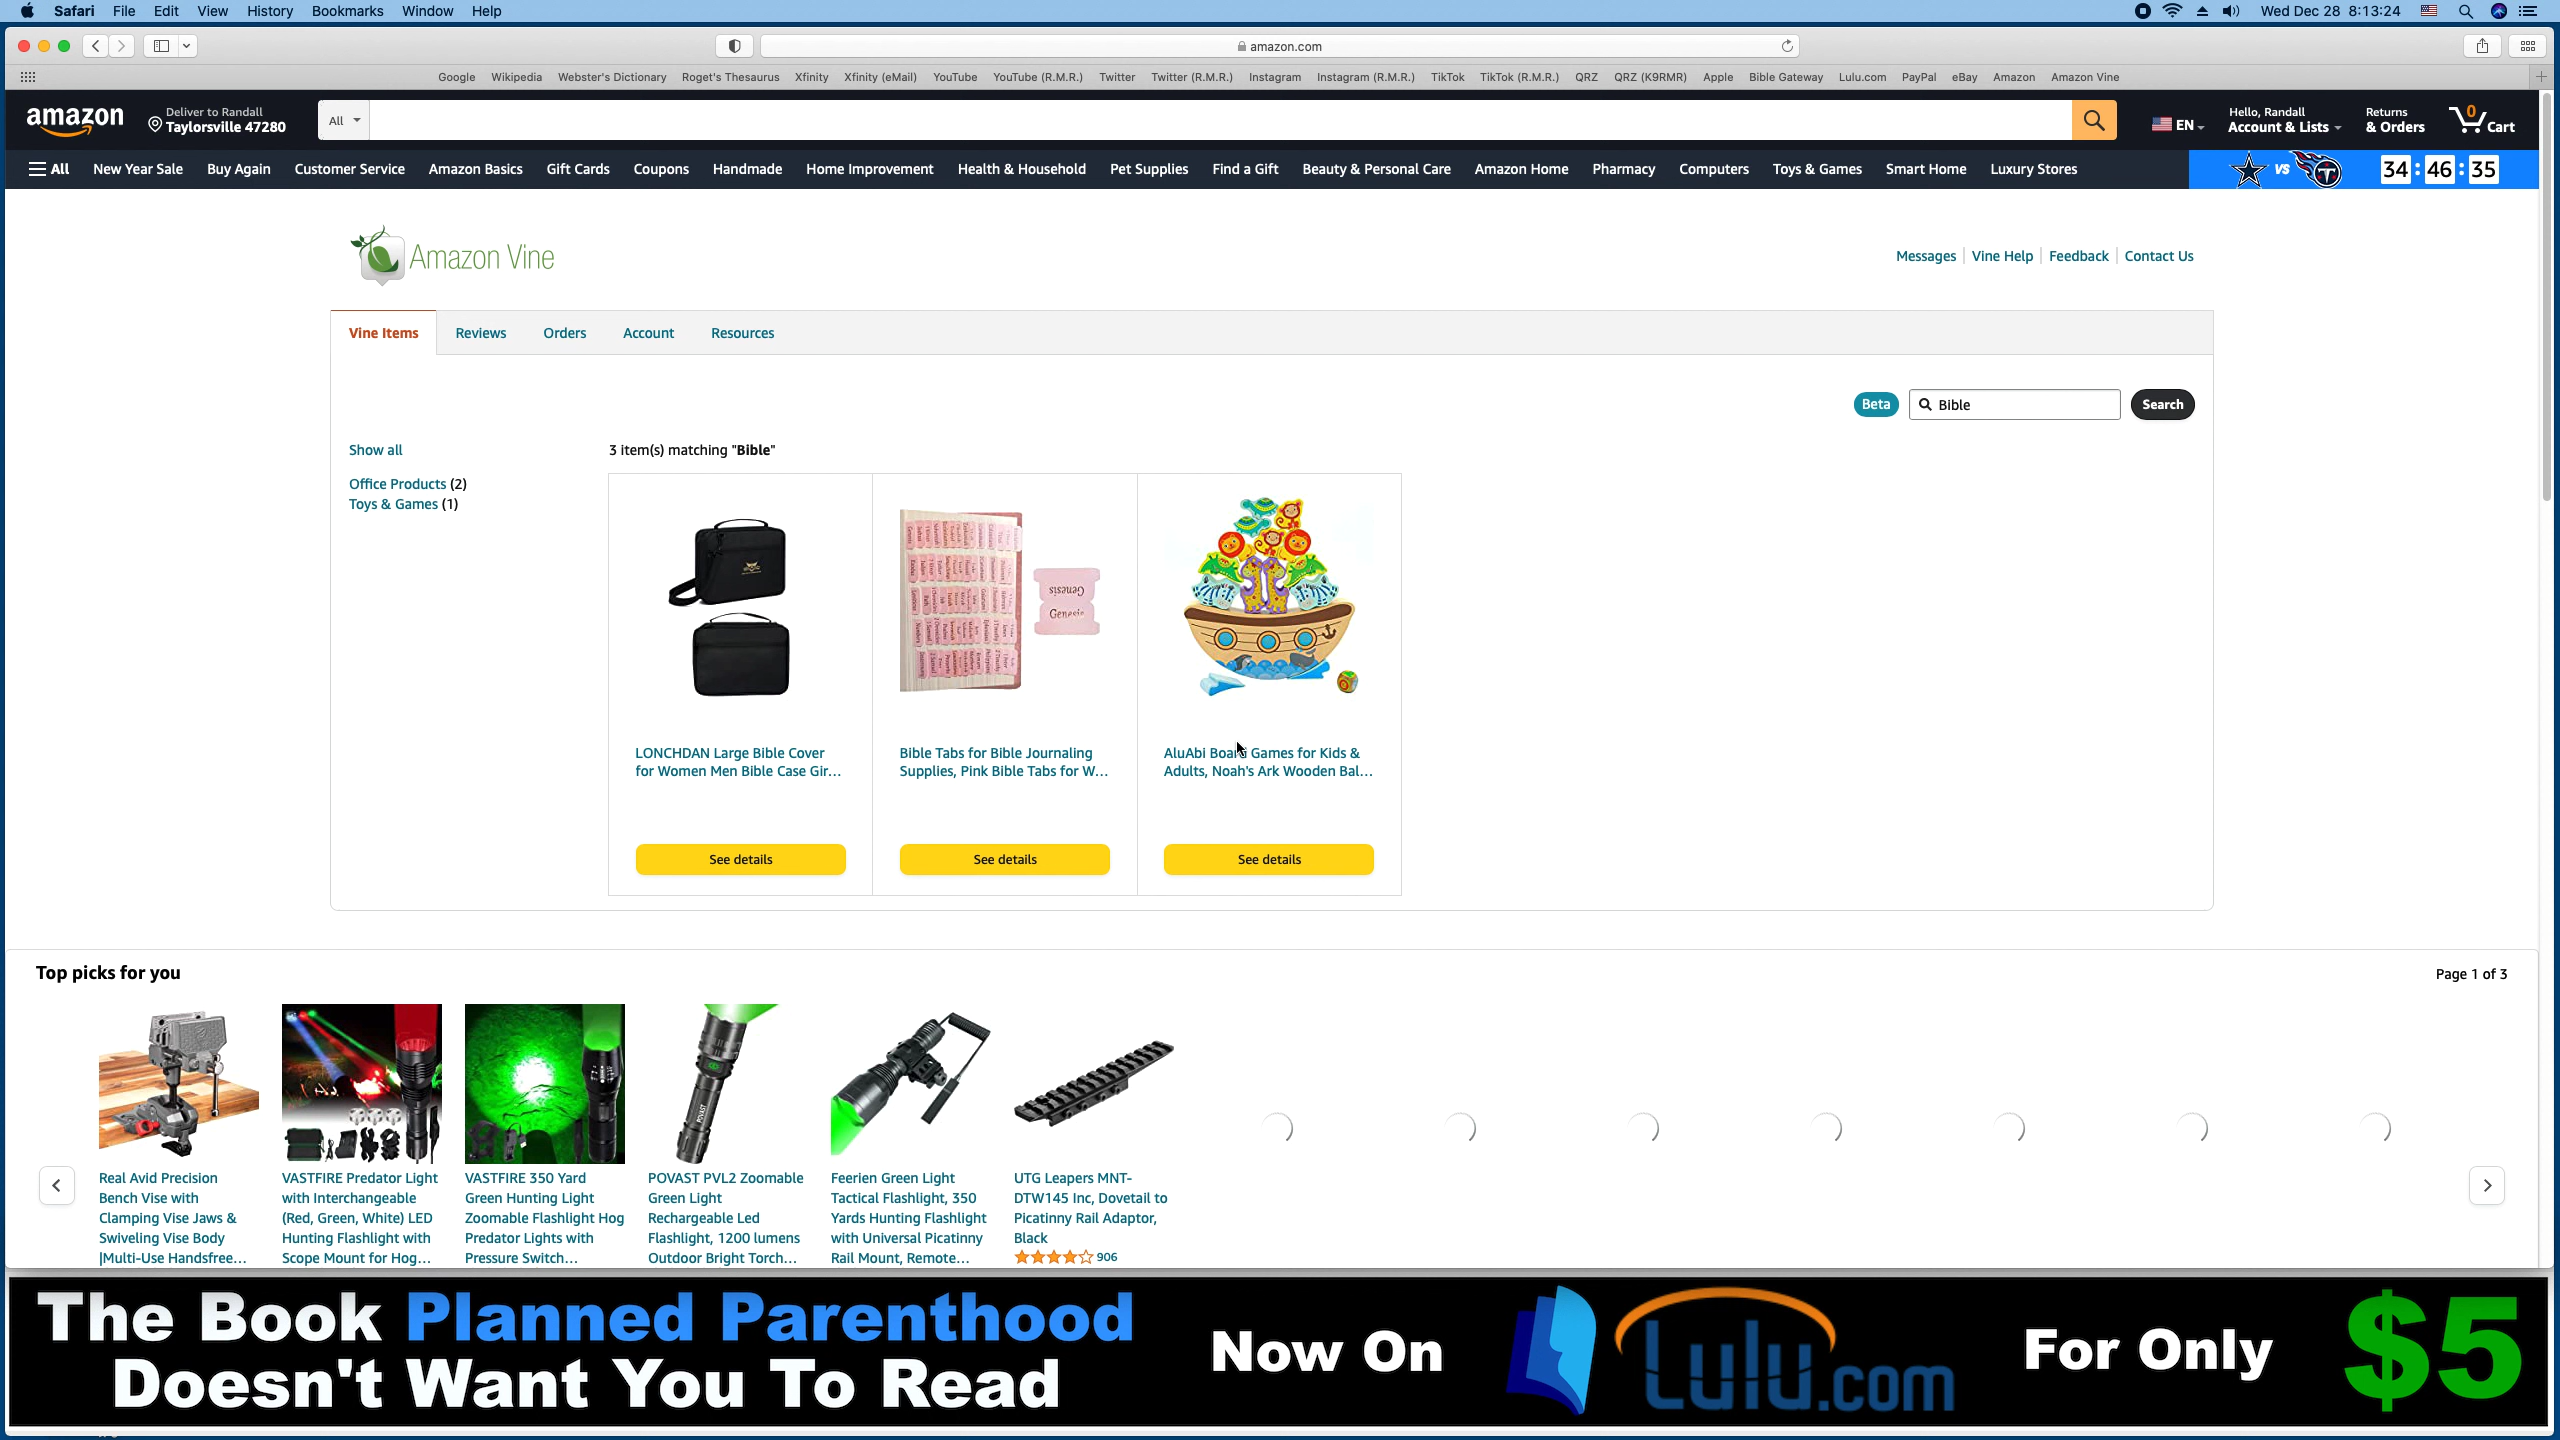 Safari File Edit View History Bookmarks Window Help
Wed Dec 28 8:13:24
amazon.com
Google Wikipedia Webster's Dictionary Roget's Thesaurus Xfinity Xfinity (eMail) YouTube YouTube (R.M.R.) Twitter Twitter (R.M.R.) Instagram Instagram (R.M.R.) TikTok TikTok (R.M.R.) QRZ QRZ (K9RMR) Apple Bible Gateway Lulu.com PayPal eBay Amazon Amazon Vine
amazon
Deliver to Randall
Taylorsville 47280
All
EN
Hello, Randall
Account & Lists
Returns
& Orders
0
Cart
All New Year Sale Buy Again Customer Service Amazon Basics Gift Cards Coupons Handmade Home Improvement Health & Household Pet Supplies Find a Gift Beauty & Personal Care Amazon Home Pharmacy Computers Toys & Games Smart Home Luxury Stores
VS T 34 : 46 : 35
Amazon Vine
Messages Vine Help Feedback Contact Us
Vine Items Reviews Orders Account Resources
Beta Bible Search
Show all
Office Products (2)
Toys & Games (1)
3 item(s) matching "Bible"
Genesis
Genesis
LONCHDAN Large Bible Cover
for Women Men Bible Case Gir...
See details
Bible Tabs for Bible Journaling
Supplies, Pink Bible Tabs for W...
See details
AluAbi Board Games for Kids &
Adults, Noah's Ark Wooden Bal...
See details
Top picks for you
Page 1 of 3
Real Avid Precision
Bench Vise with
Clamping Vise Jaws &
Swiveling Vise Body
|Multi-Use Handsfree...
VASTFIRE Predator Light
with Interchangeable
(Red, Green, White) LED
Hunting Flashlight with
Scope Mount for Hog...
VASTFIRE 350 Yard
Green Hunting Light
Zoomable Flashlight Hog
Predator Lights with
Pressure Switch...
POVAST
POVAST PVL2 Zoomable
Green Light
Rechargeable Led
Flashlight, 1200 lumens
Outdoor Bright Torch...
Feerien Green Light
Tactical Flashlight, 350
Yards Hunting Flashlight
with Universal Picatinny
Rail Mount, Remote...
UTG Leapers MNT-
DTW145 Inc, Dovetail to
Picatinny Rail Adaptor,
Black
906
The Book Planned Parenthood
Doesn't Want You To Read
Now On
Lulu.com
For Only
$5